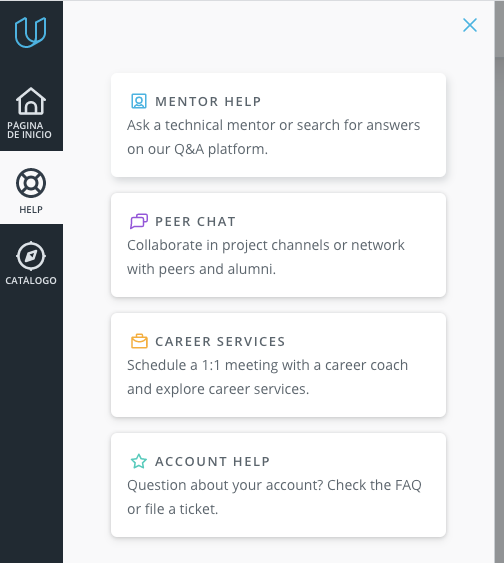 PÁGINA
DE INICIO
HELP
CATÁLOGO
MENTOR HELP
Ask a technical mentor or search for answers
on our Q&A platform.
PEER CHAT
Collaborate in project channels or network
with peers and alumni.
CAREER SERVICES
Schedule a 1:1 meeting with a career coach
and explore career services.
ACCOUNT HELP
Question about your account? Check the FAQ
or file a ticket.